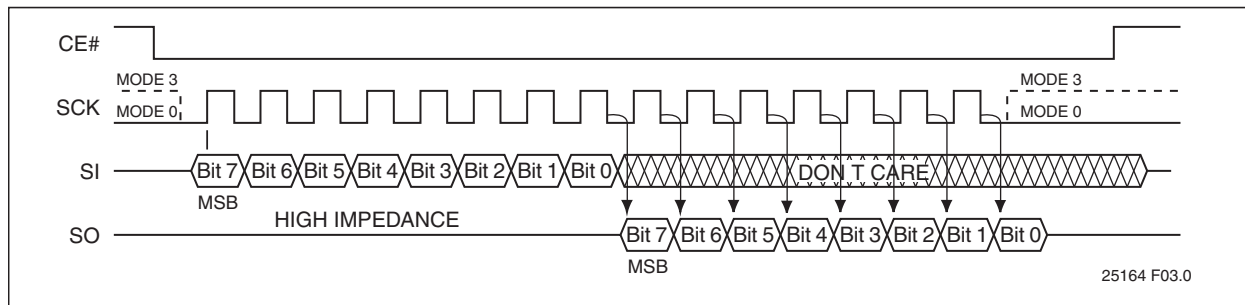 CE#
MODE 3 MODE 3
SCK MODE 0 MODE 0
SI Bit 7 Bit 6 Bit 5 Bit 4 Bit 3 Bit 2 Bit 1 Bit 0 DON T CARE
MSB
HIGH IMPEDANCE
SO Bit 7 Bit 6 Bit 5 Bit 4 Bit 3 Bit 2 Bit 1 Bit 0
MSB
25164 F03.0